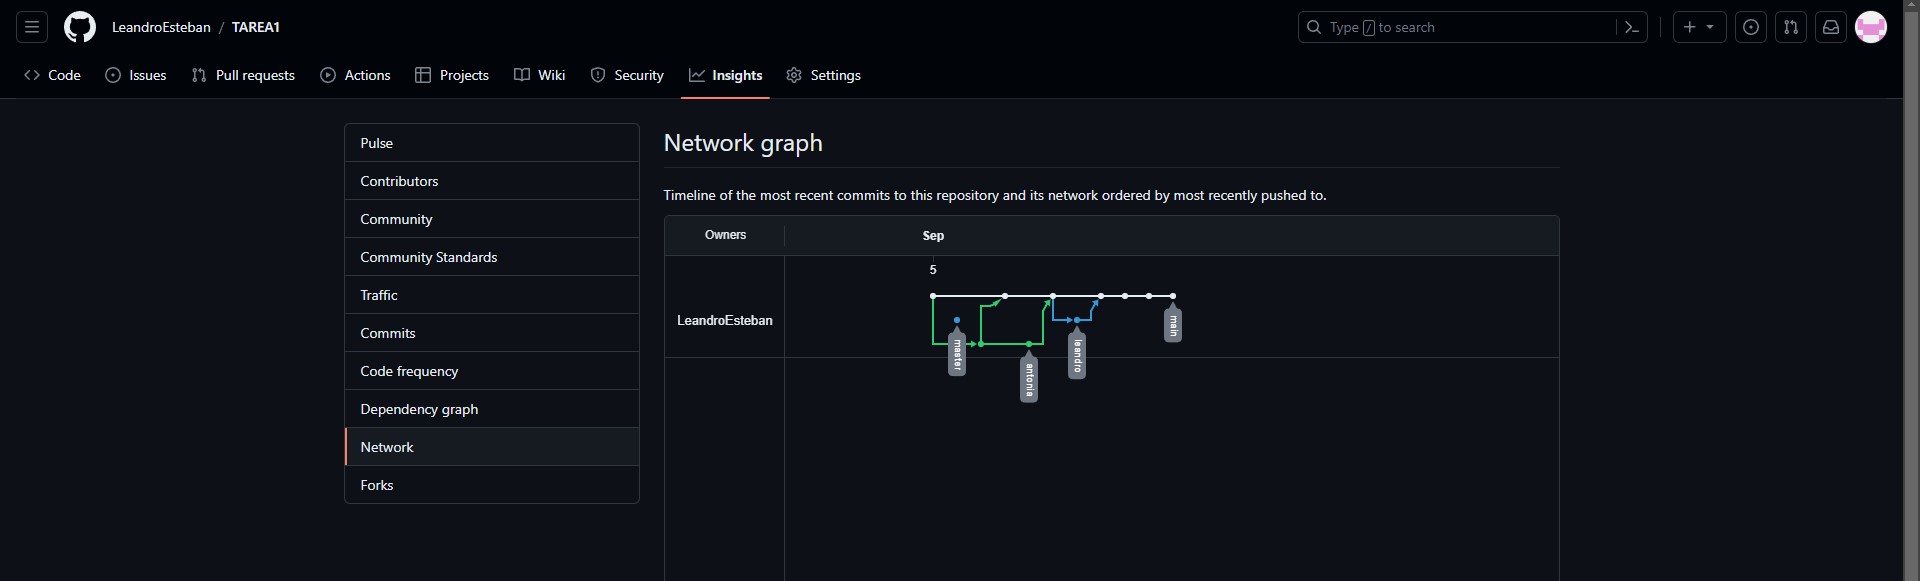 LeandroEsteban / TAREA1
Type / to search
Code
Issues
Pull requests
Actions
Projects
Wiki
Security
Insights
Settings
Pulse
Contributors
Community
Community Standards
Traffic
Commits
Code frequency
Dependency graph
Network
Forks
Network graph
Timeline of the most recent commits to this repository and its network ordered by most recently pushed to.
Owners
Sep
5
LeandroEsteban
master
antonia
leandro
main